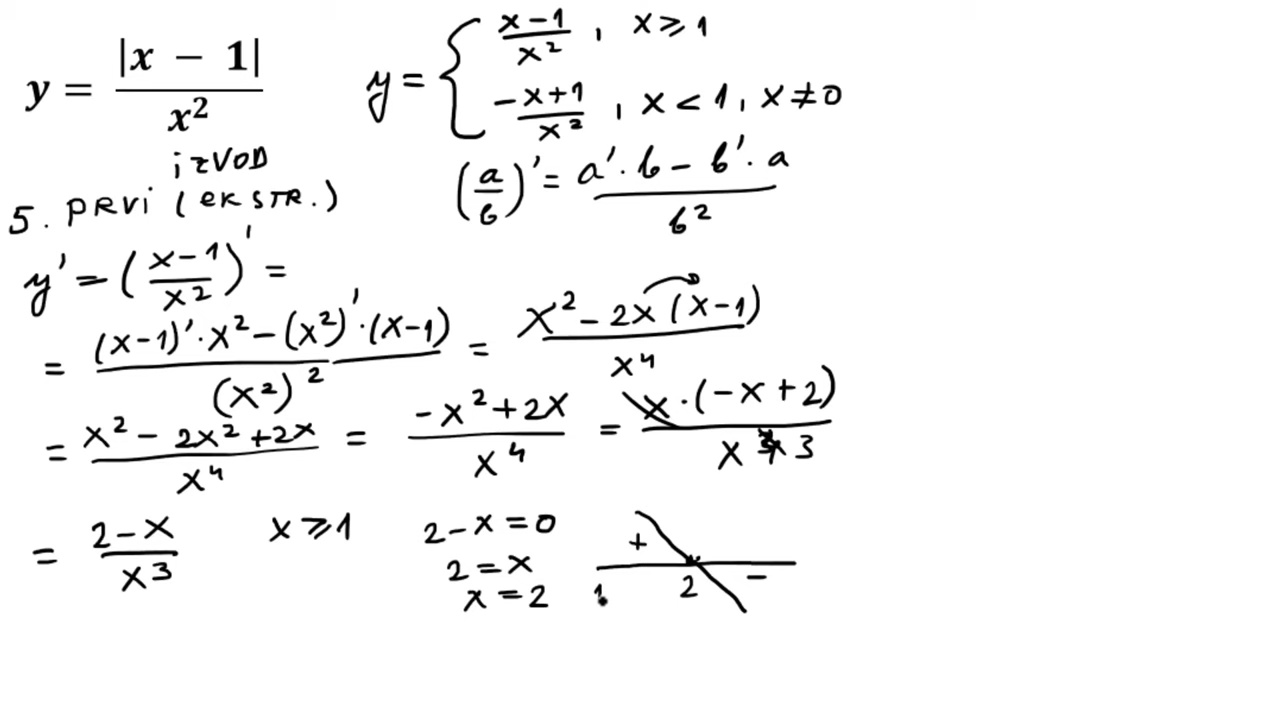 y = |x − 1| / x²
y = { x−1 / x² , x ≥ 1
−x+1 / x² , x < 1, x ≠ 0
izVOD
5. PRVi (EKSTR.)
(a/b)' = a'·b − b'·a / b²
y' = (x−1 / x²)' =
= (x−1)'·x² − (x²)'·(x−1) / (x²)² = x² − 2x(x−1) / x⁴
= x² − 2x² + 2x / x⁴ = −x² + 2x / x⁴ = x·(−x+2) / x⁴ 3
= 2−x / x³ x ≥ 1 2−x = 0
2 = x
x = 2
+ −
1 2